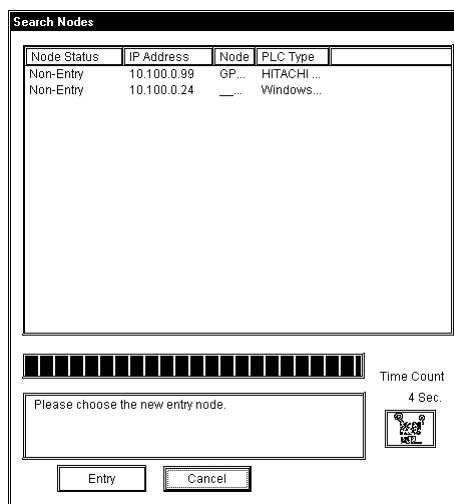 Search Nodes
Node Status IP Address Node PLC Type
Non-Entry 10.100.0.99 GP... HITACHI ...
Non-Entry 10.100.0.24 __... Windows...
Time Count
4 Sec.
Please choose the new entry node.
Entry Cancel